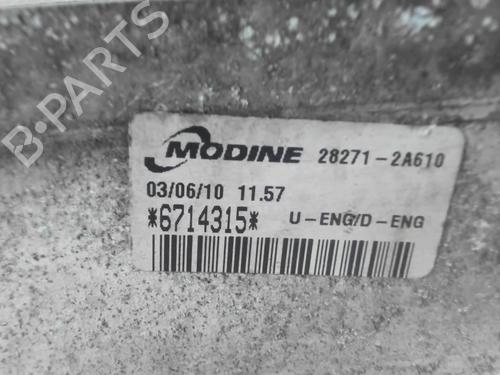 B-PARTS
MODINE 28271-2A610
03/06/10 11.57
*6714315* U-ENG/D-ENG